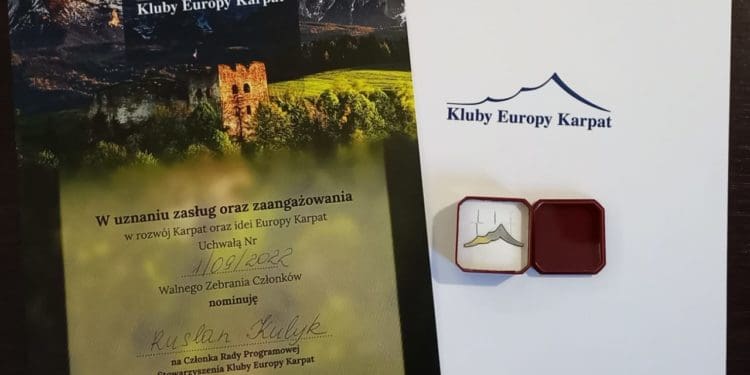 Kluby Europy Karpat
W uznaniu zasług oraz zaangażowania
w rozwój Karpat oraz idei Europy Karpat
Uchwałą Nr
1/09/2022
Walnego Zebrania Członków
nominuję
Ruslan Kulyk
na Członka Rady Programowej
Stowarzyszenia Kluby Europy Karpat
Kluby Europy Karpat